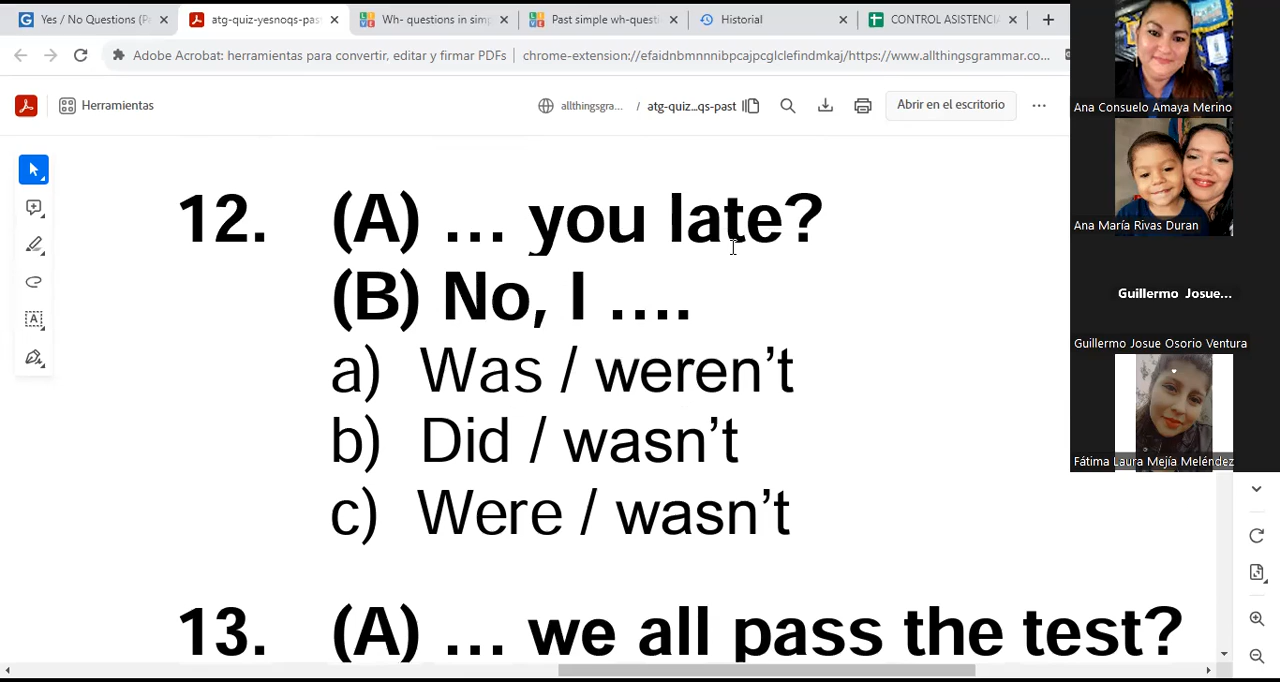 Yes / No Questions (P
atg-quiz-yesnoqs-pas
Wh- questions in sim
Past simple wh-questi
Historial
CONTROL ASISTENCI
Adobe Acrobat: herramientas para convertir, editar y firmar PDFs
chrome-extension://efaidnbmnnnibpcajpcglclefindmkaj/https://www.allthingsgrammar.co...
Herramientas
allthingsgra... / atg-quiz...qs-past
Abrir en el escritorio
12. (A) … you late?
(B) No, I ….
a) Was / weren’t
b) Did / wasn’t
c) Were / wasn’t
13. (A) … we all pass the test?
Ana Consuelo Amaya Merino
Ana María Rivas Duran
Guillermo Josue...
Guillermo Josue Osorio Ventura
Fátima Laura Mejía Meléndez